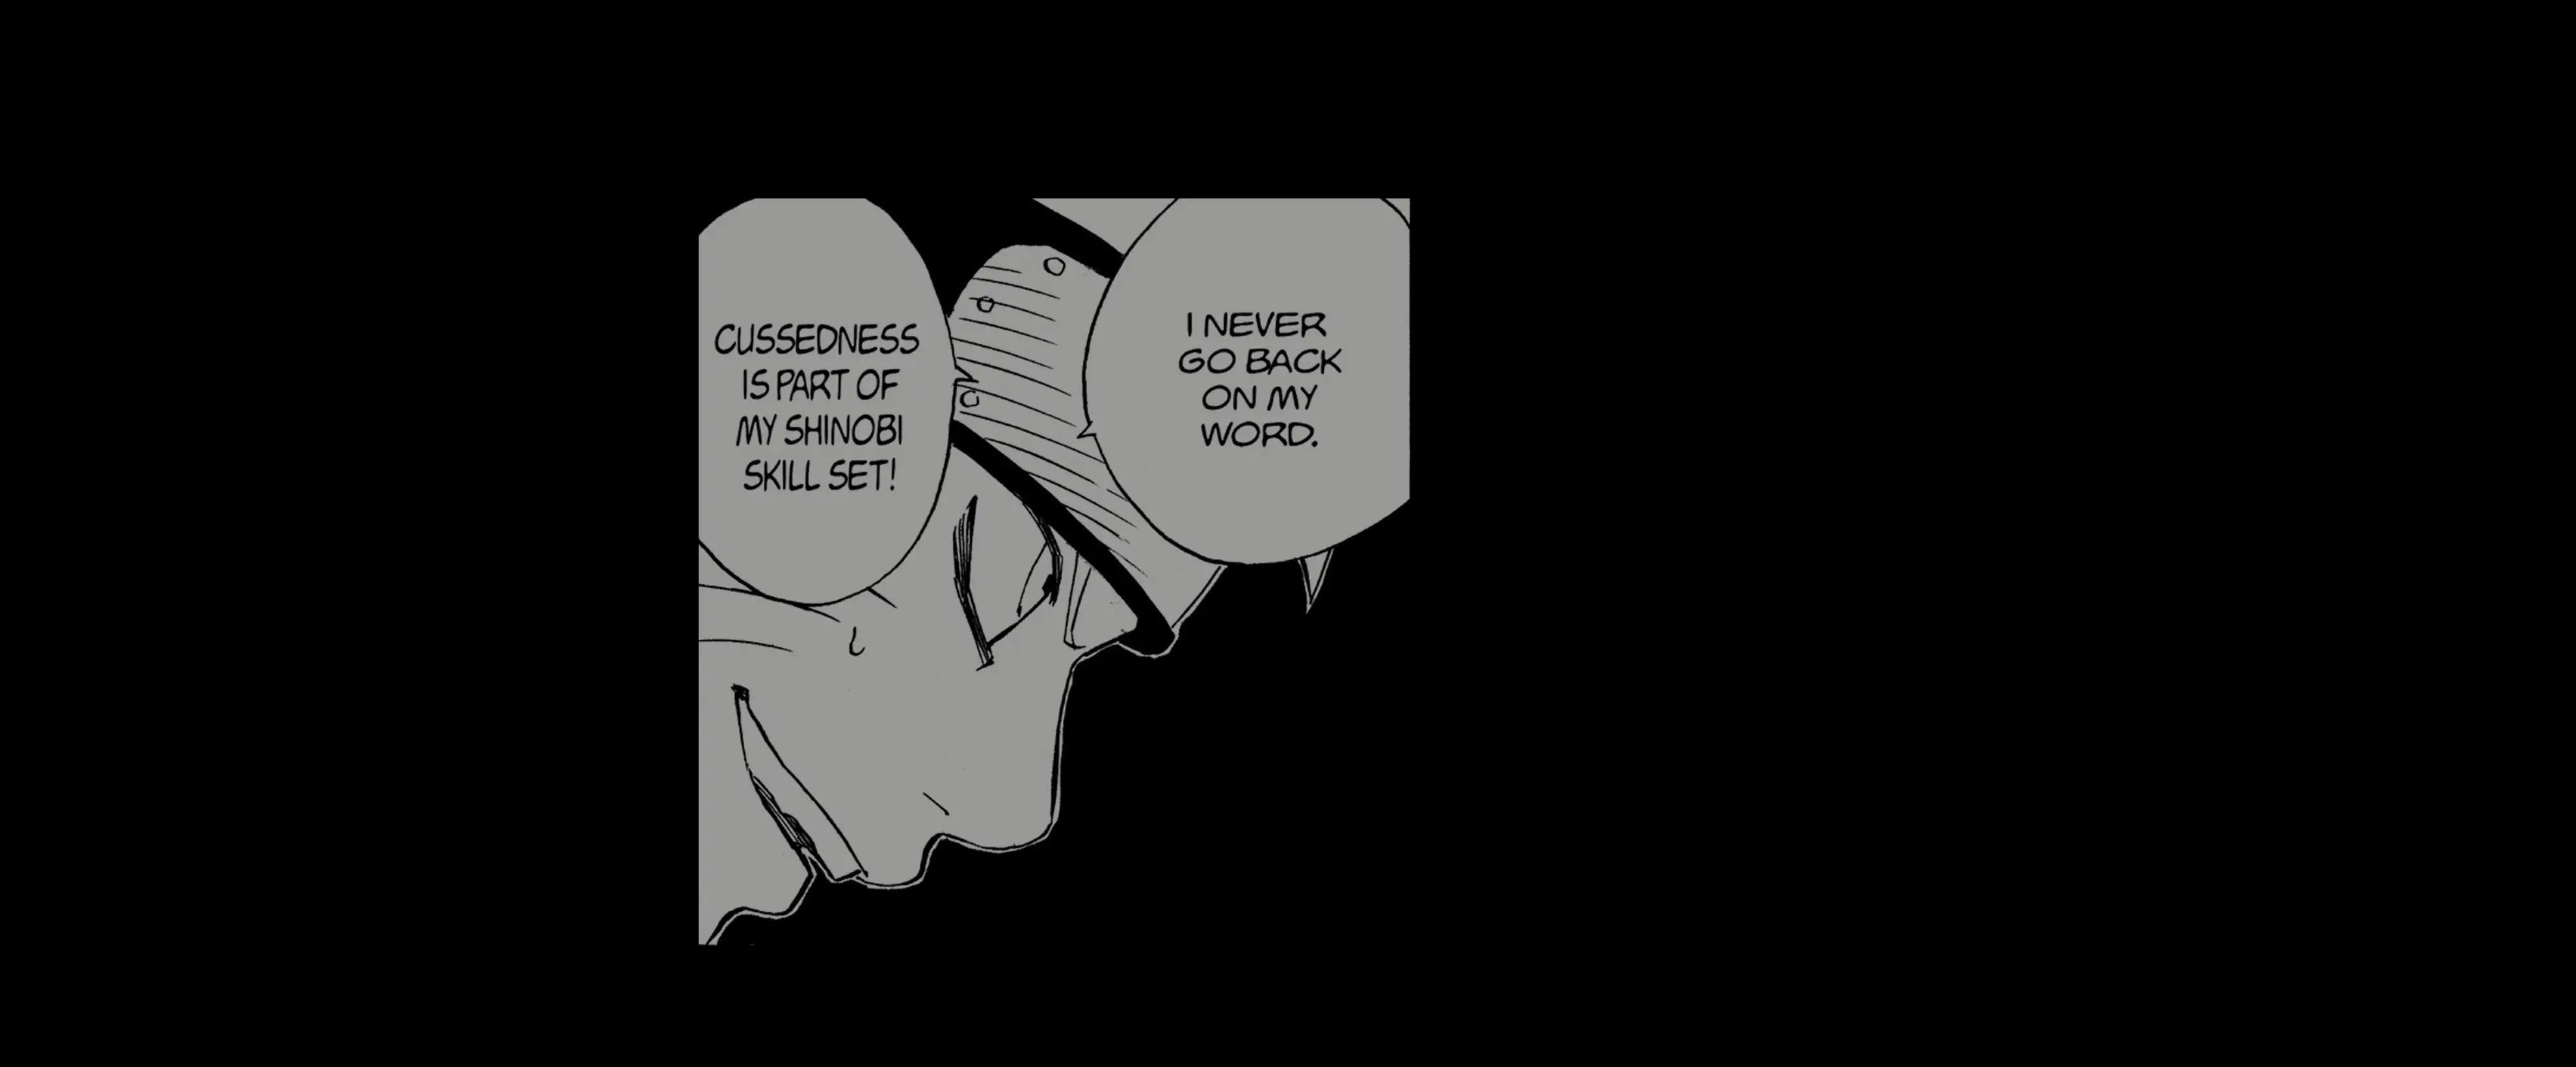 I NEVER
GO BACK
ON MY
WORD.
CUSSEDNESS
IS PART OF
MY SHINOBI
SKILL SET!